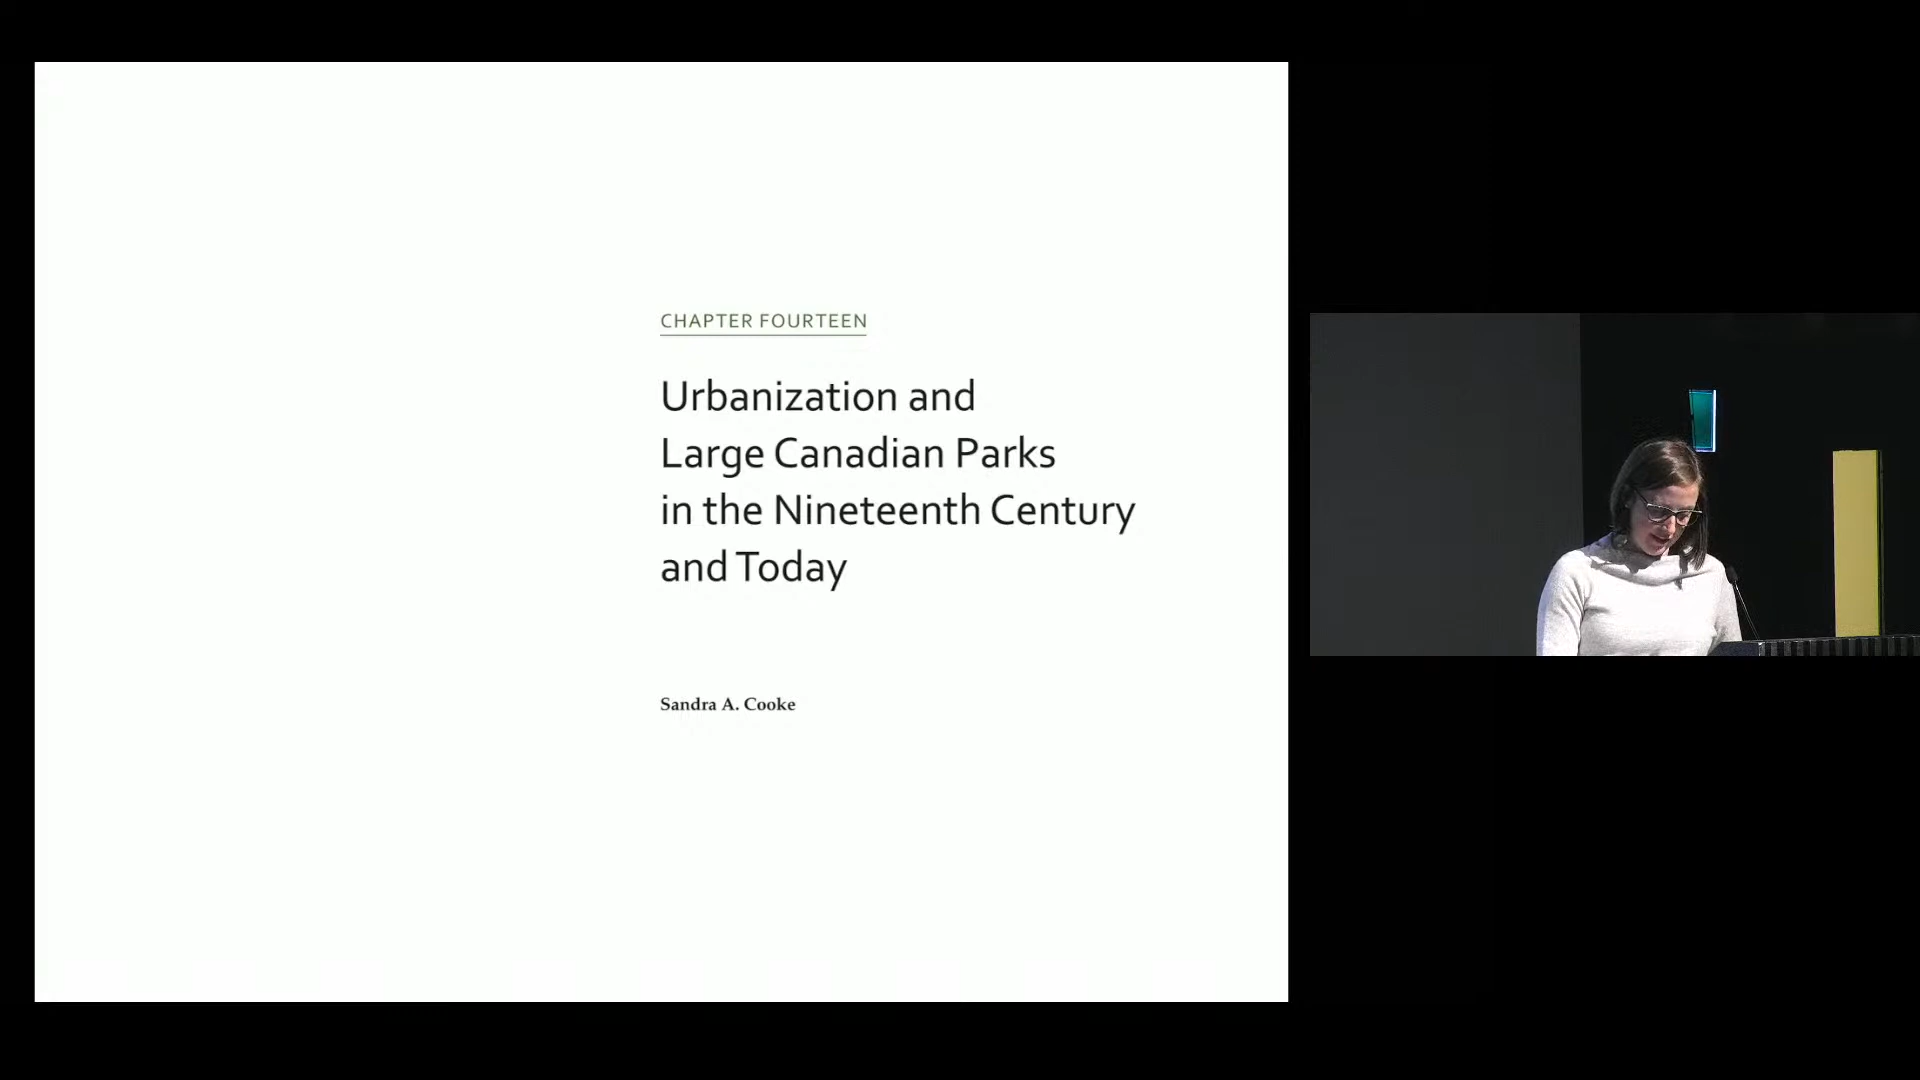 CHAPTER FOURTEEN
Urbanization and
Large Canadian Parks
in the Nineteenth Century
and Today
Sandra A. Cooke